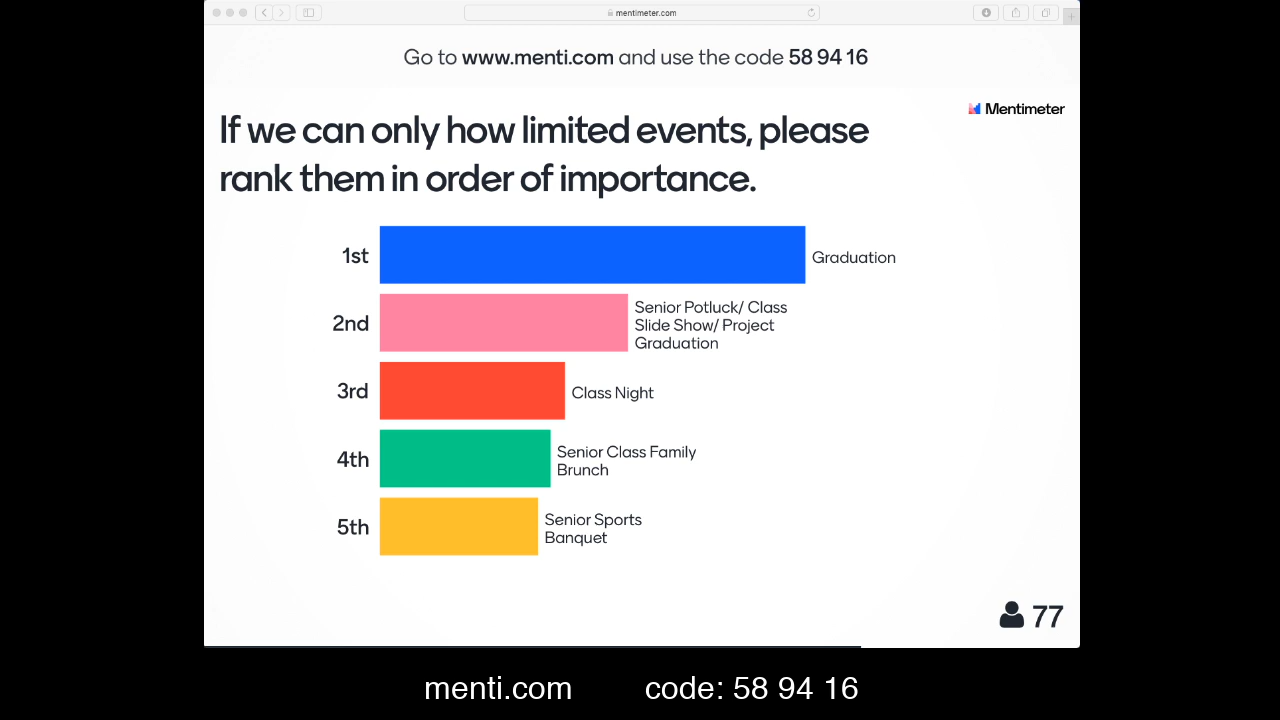 mentimeter.com
Go to www.menti.com and use the code 58 94 16
Mentimeter
If we can only how limited events, please
rank them in order of importance.
1st
Graduation
2nd
Senior Potluck/ Class
Slide Show/ Project
Graduation
3rd
Class Night
4th
Senior Class Family
Brunch
5th
Senior Sports
Banquet
77
menti.com code: 58 94 16